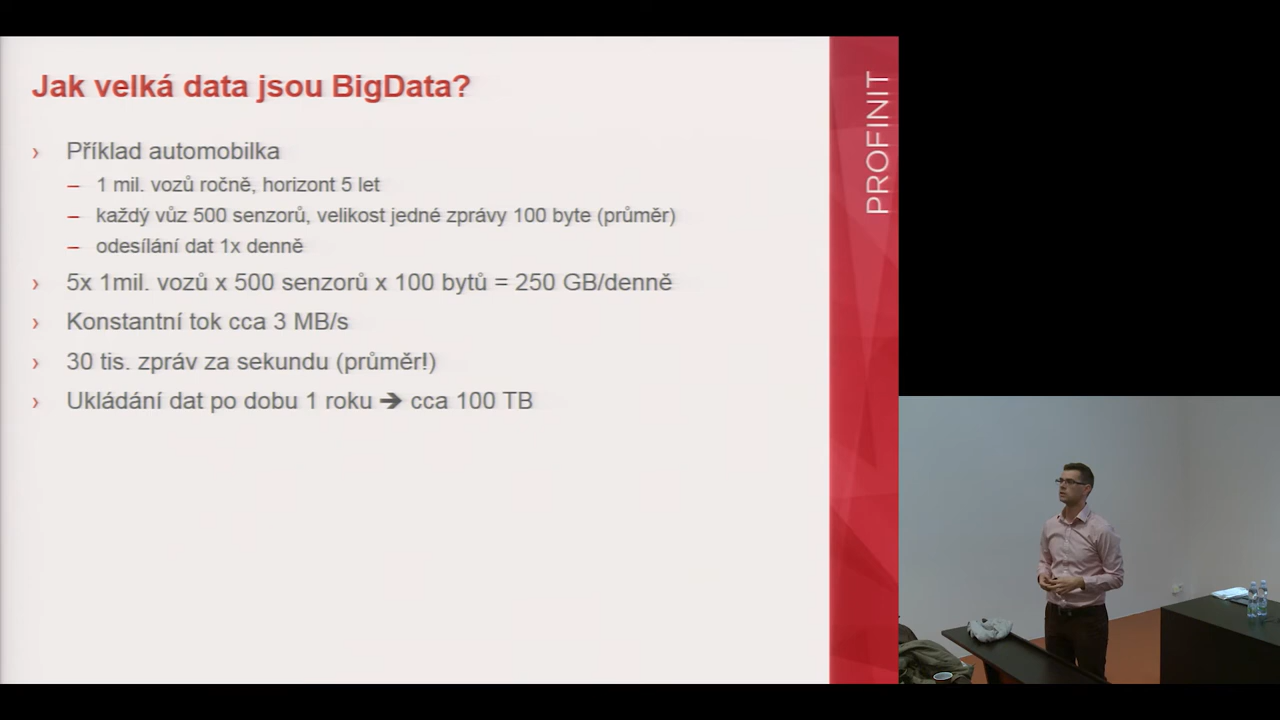 Jak velká data jsou BigData?
› Příklad automobilka
– 1 mil. vozů ročně, horizont 5 let
– každý vůz 500 senzorů, velikost jedné zprávy 100 byte (průměr)
– odesílání dat 1x denně
› 5x 1mil. vozů x 500 senzorů x 100 bytů = 250 GB/denně
› Konstantní tok cca 3 MB/s
› 30 tis. zpráv za sekundu (průměr!)
› Ukládání dat po dobu 1 roku ➔ cca 100 TB
PROFINIT